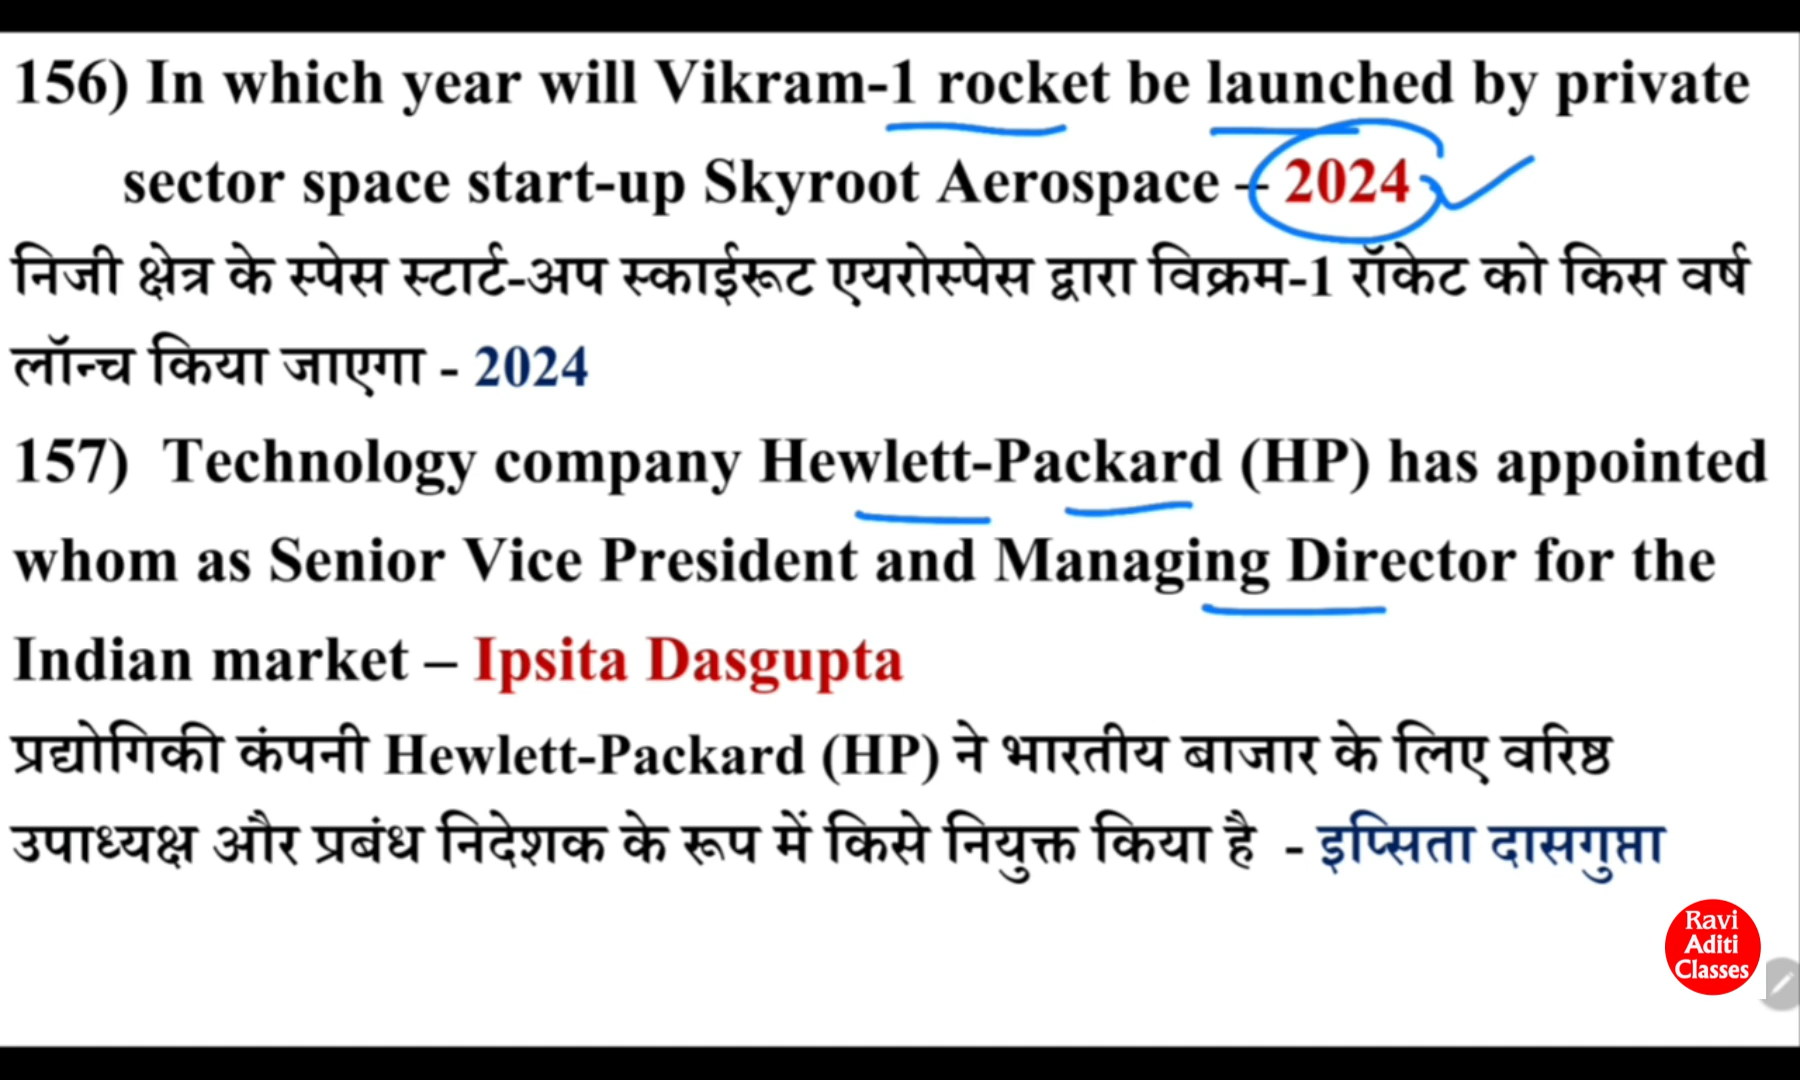 156) In which year will Vikram-1 rocket be launched by private
sector space start-up Skyroot Aerospace – 2024
निजी क्षेत्र के स्पेस स्टार्ट-अप स्काईरूट एयरोस्पेस द्वारा विक्रम-1 रॉकेट को किस वर्ष
लॉन्च किया जाएगा - 2024
157) Technology company Hewlett-Packard (HP) has appointed
whom as Senior Vice President and Managing Director for the
Indian market – Ipsita Dasgupta
प्रद्योगिकी कंपनी Hewlett-Packard (HP) ने भारतीय बाजार के लिए वरिष्ठ
उपाध्यक्ष और प्रबंध निदेशक के रूप में किसे नियुक्त किया है - इप्सिता दासगुप्ता
Ravi
Aditi
Classes